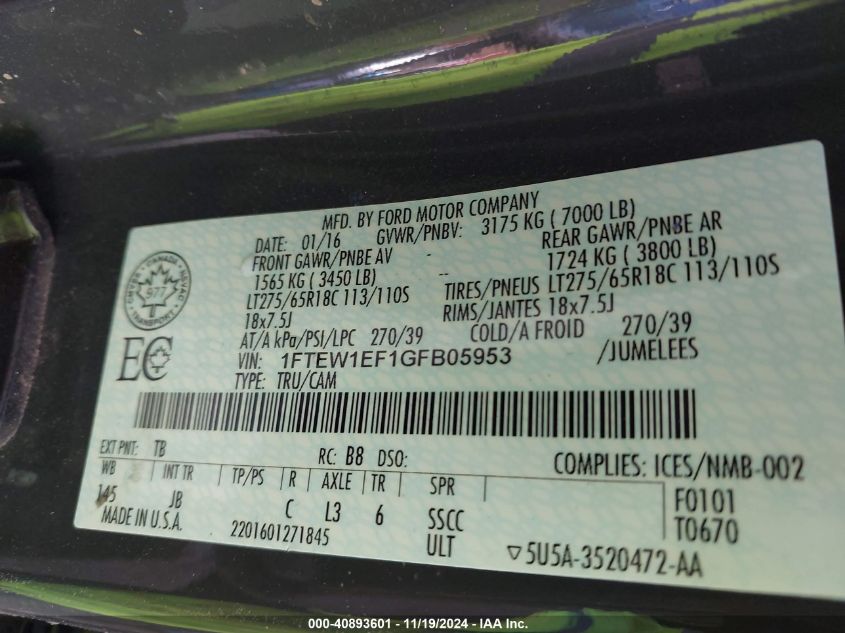 MFD. BY FORD MOTOR COMPANY
DATE: 01/16 GVWR/PNBV: 3175 KG ( 7000 LB)
FRONT GAWR/PNBE AV - REAR GAWR/PNBE AR
1565 KG ( 3450 LB) -- 1724 KG ( 3800 LB)
LT275/65R18C 113/110S TIRES/PNEUS LT275/65R18C 113/110S
18x7.5J RIMS/JANTES 18x7.5J
AT/A kPa/PSI/LPC 270/39 COLD/A FROID 270/39
VIN: 1FTEW1EF1GFB05953 /JUMELEES
TYPE: TRU/CAM
CANADA
977
TRANSPORT
EC
EXT PNT: TB RC: B8 DSO:
COMPLIES: ICES/NMB-002
WB INT TR TP/PS R AXLE TR SPR
F0101
145 JB C L3 6 SSCC
T0670
MADE IN U.S.A. 2201601271845 ULT ▽5U5A-3520472-AA
000-40893601 - 11/19/2024 - IAA Inc.